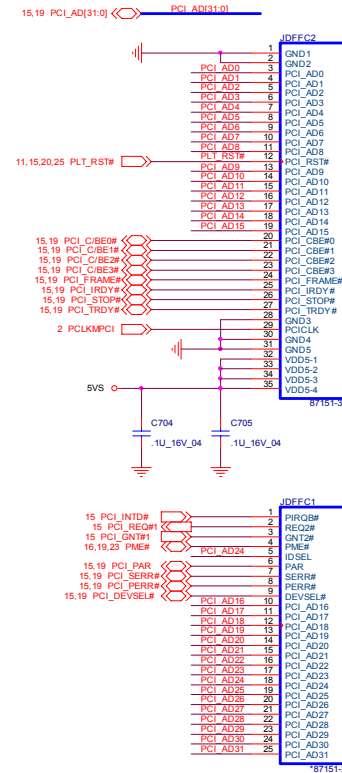 15,19 PCI_AD[31:0] PCI_AD[31:0]
JDFFC2
1 GND1
2 GND2
PCI_AD0 3 PCI_AD0
PCI_AD1 4 PCI_AD1
PCI_AD2 5 PCI_AD2
PCI_AD3 6 PCI_AD3
PCI_AD4 7 PCI_AD4
PCI_AD5 8 PCI_AD5
PCI_AD6 9 PCI_AD6
PCI_AD7 10 PCI_AD7
PCI_AD8 11 PCI_AD8
11,15,20,25 PLT_RST# PLT_RST# 12 PCI_RST#
PCI_AD9 13 PCI_AD9
PCI_AD10 14 PCI_AD10
PCI_AD11 15 PCI_AD11
PCI_AD12 16 PCI_AD12
PCI_AD13 17 PCI_AD13
PCI_AD14 18 PCI_AD14
PCI_AD15 19 PCI_AD15
15,19 PCI_C/BE0# 20 PCI_CBE#0
15,19 PCI_C/BE1# 21 PCI_CBE#1
15,19 PCI_C/BE2# 22 PCI_CBE#2
15,19 PCI_C/BE3# 23 PCI_CBE#3
15,19 PCI_FRAME# 24 PCI_FRAME#
15,19 PCI_IRDY# 25 PCI_IRDY#
15,19 PCI_STOP# 26 PCI_STOP#
15,19 PCI_TRDY# 27 PCI_TRDY#
28 GND3
2 PCLKMPCI 29 PCICLK
30 GND4
31 GND5
32 VDD5-1
33 VDD5-2
34 VDD5-3
5VS 35 VDD5-4
87151-3
C704 C705
.1U_16V_04 .1U_16V_04
JDFFC1
15 PCI_INTD# 1 PIRQB#
15 PCI_REQ#1 2 REQ2#
15 PCI_GNT#1 3 GNT2#
16,19,23 PME# 4 PME#
PCI_AD24 5 IDSEL
15,19 PCI_PAR 6 PAR
15,19 PCI_SERR# 7 SERR#
15,19 PCI_PERR# 8 PERR#
15,19 PCI_DEVSEL# 9 DEVSEL#
PCI_AD16 10 PCI_AD16
PCI_AD17 11 PCI_AD17
PCI_AD18 12 PCI_AD18
PCI_AD19 13 PCI_AD19
PCI_AD20 14 PCI_AD20
PCI_AD21 15 PCI_AD21
PCI_AD22 16 PCI_AD22
PCI_AD23 17 PCI_AD23
PCI_AD24 18 PCI_AD24
PCI_AD25 19 PCI_AD25
PCI_AD26 20 PCI_AD26
PCI_AD27 21 PCI_AD27
PCI_AD28 22 PCI_AD28
PCI_AD29 23 PCI_AD29
PCI_AD30 24 PCI_AD30
PCI_AD31 25 PCI_AD31
*87151-